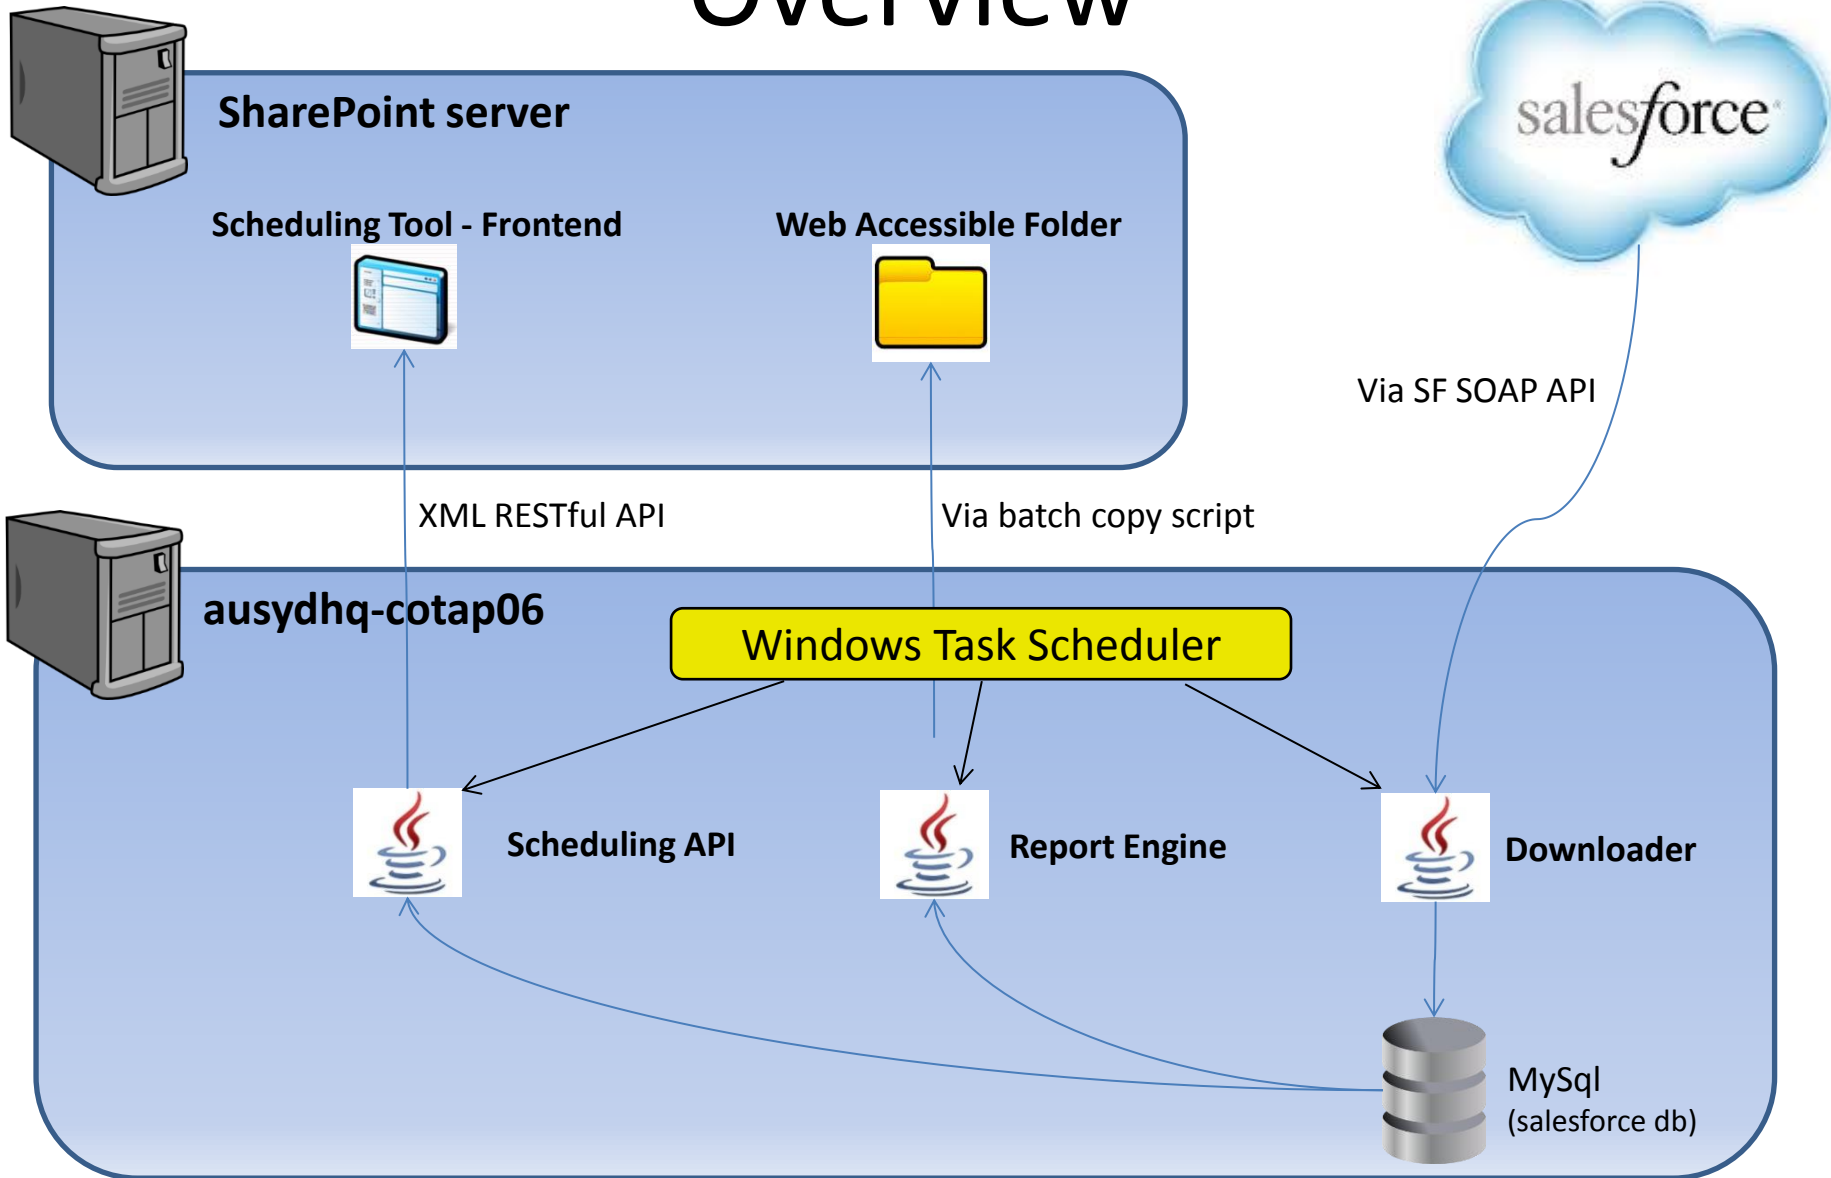 Overview
SharePoint server
salesforce
Scheduling Tool - Frontend
Web Accessible Folder
Via SF SOAP API
XML RESTful API
Via batch copy script
ausydhq-cotap06
Windows Task Scheduler
Scheduling API
Report Engine
Downloader
MySql
(salesforce db)